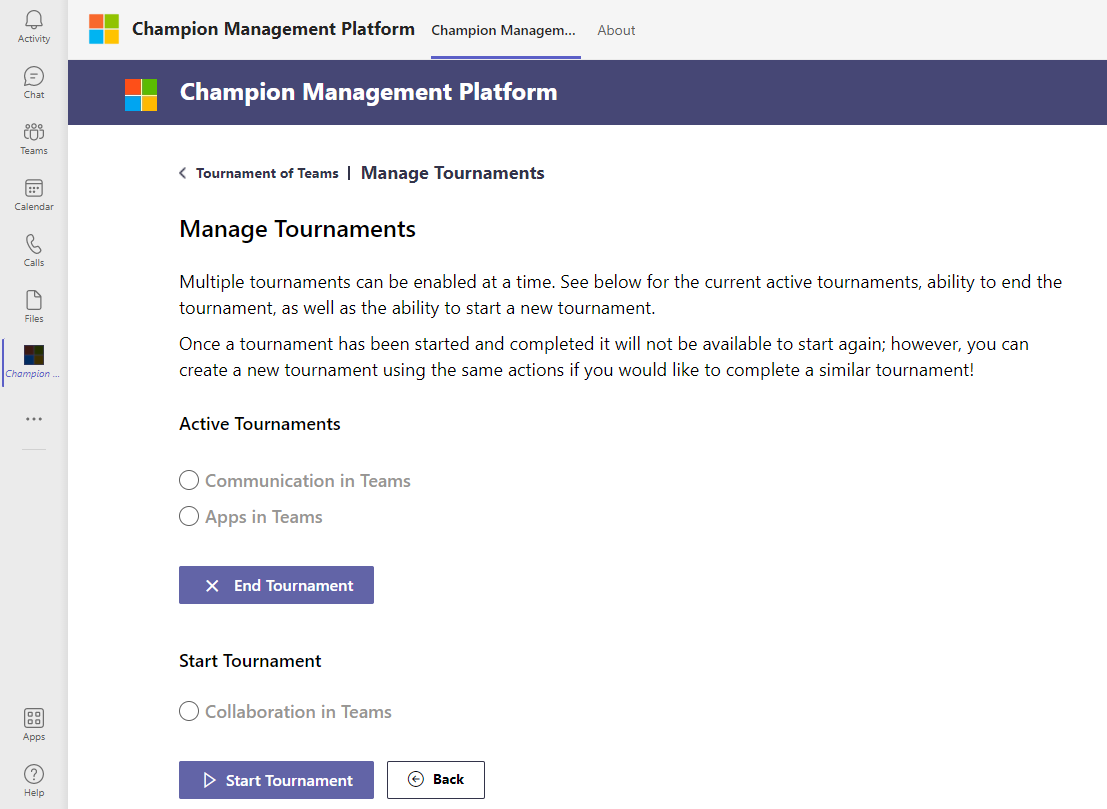 Activity
Chat
Teams
Calendar
Calls
Files
Champion ...
Apps
Help
Champion Management Platform
Champion Managem...
About
Champion Management Platform
Tournament of Teams | Manage Tournaments
Manage Tournaments
Multiple tournaments can be enabled at a time. See below for the current active tournaments, ability to end the
tournament, as well as the ability to start a new tournament.
Once a tournament has been started and completed it will not be available to start again; however, you can
create a new tournament using the same actions if you would like to complete a similar tournament!
Active Tournaments
Communication in Teams
Apps in Teams
End Tournament
Start Tournament
Collaboration in Teams
Start Tournament
Back